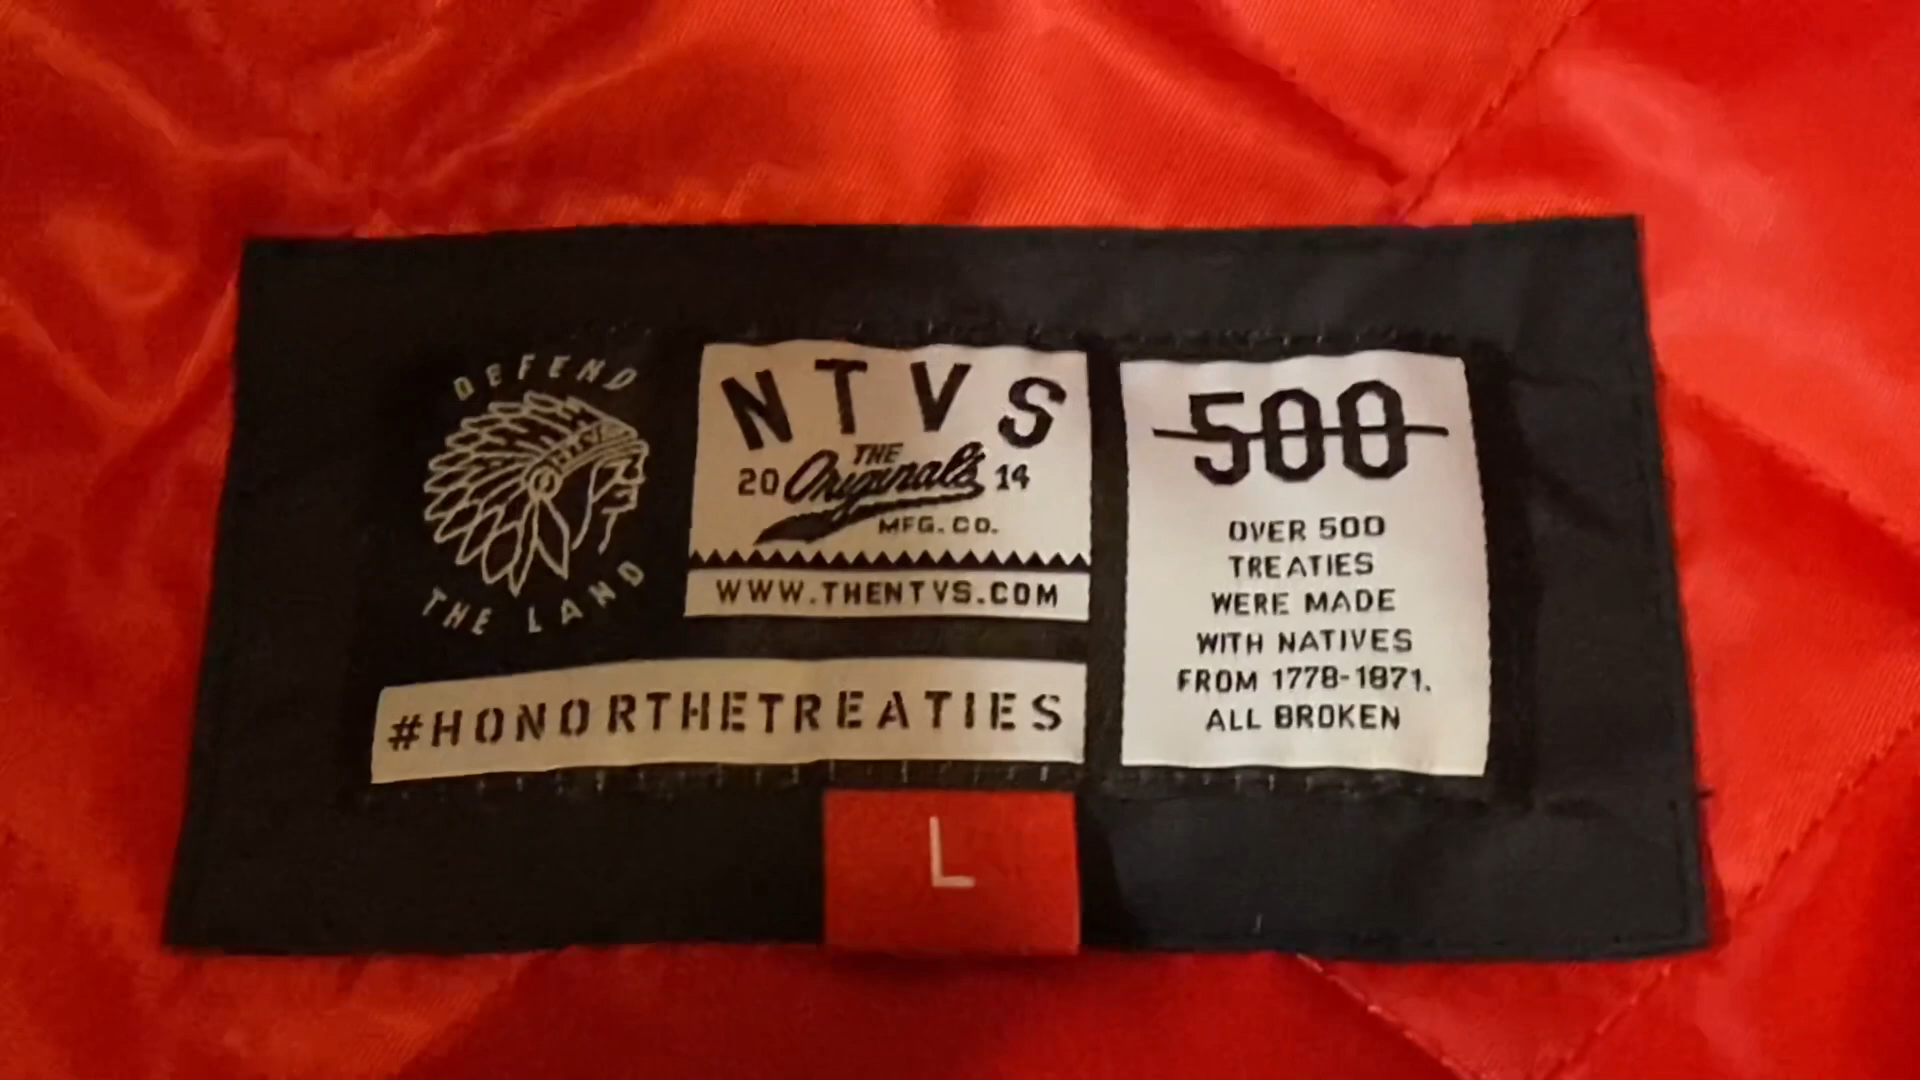 DEFEND
THE LAND
NTVS
20 THE Originals 14
MFG. CO.
WWW.THENTVS.COM
#HONORTHETREATIES
500
OVER 500
TREATIES
WERE MADE
WITH NATIVES
FROM 1778-1871.
ALL BROKEN
L